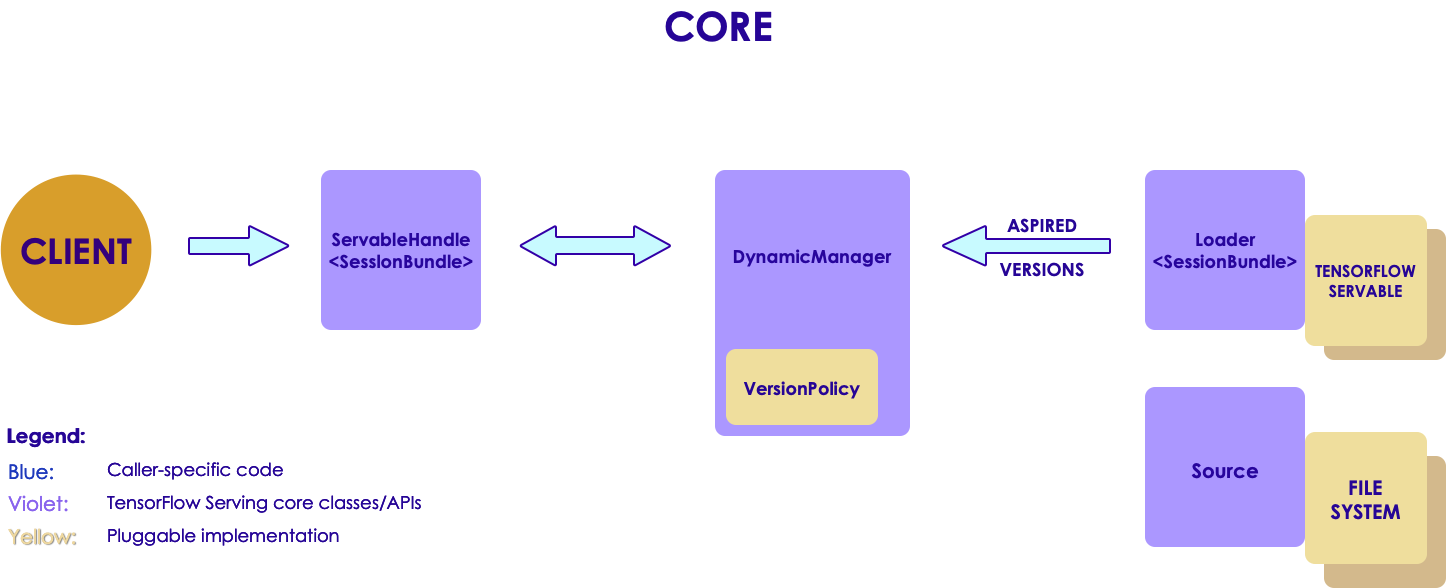 CORE
CLIENT
ServableHandle
<SessionBundle>
DynamicManager
VersionPolicy
ASPIRED
VERSIONS
Loader
<SessionBundle>
TENSORFLOW
SERVABLE
Source
FILE
SYSTEM
Legend:
Blue: Caller-specific code
Violet: TensorFlow Serving core classes/APIs
Yellow: Pluggable implementation